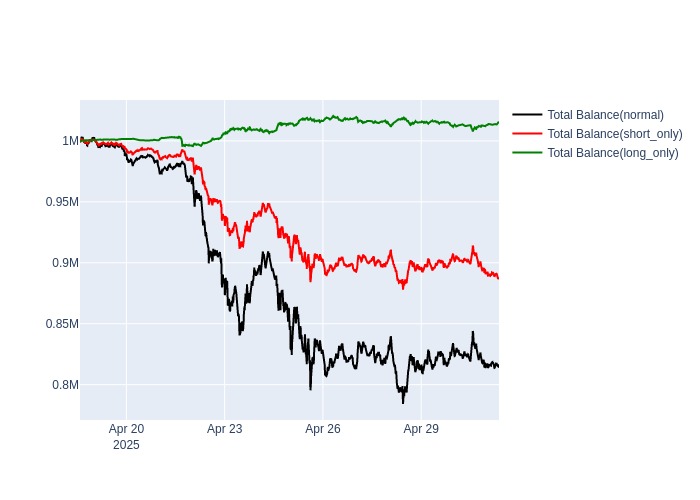 1M
0.95M
0.9M
0.85M
0.8M
Apr 20
2025
Apr 23
Apr 26
Apr 29
Total Balance(normal)
Total Balance(short_only)
Total Balance(long_only)